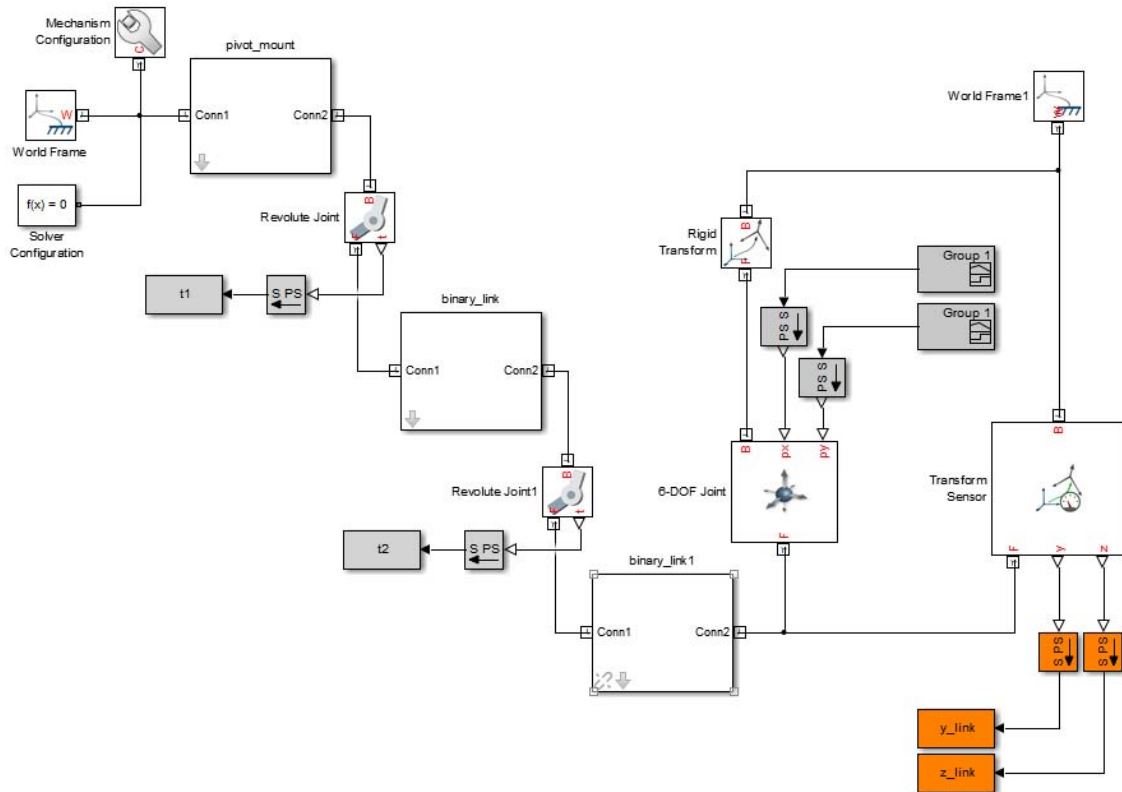 Mechanism
Configuration
C
pivot_mount
W
World Frame
Conn1
Conn2
World Frame1
W
f(x) = 0
Solver
Configuration
B
Revolute Joint
F
t
B
Rigid
Transform
F
Group 1
t1
S PS
binary_link
PS S
Group 1
PS S
Conn1
Conn2
B
Revolute Joint1
F
t
B
px
py
6-DOF Joint
F
B
Transform
Sensor
F
y
z
t2
S PS
binary_link1
Conn1
Conn2
S PS
S PS
y_link
z_link